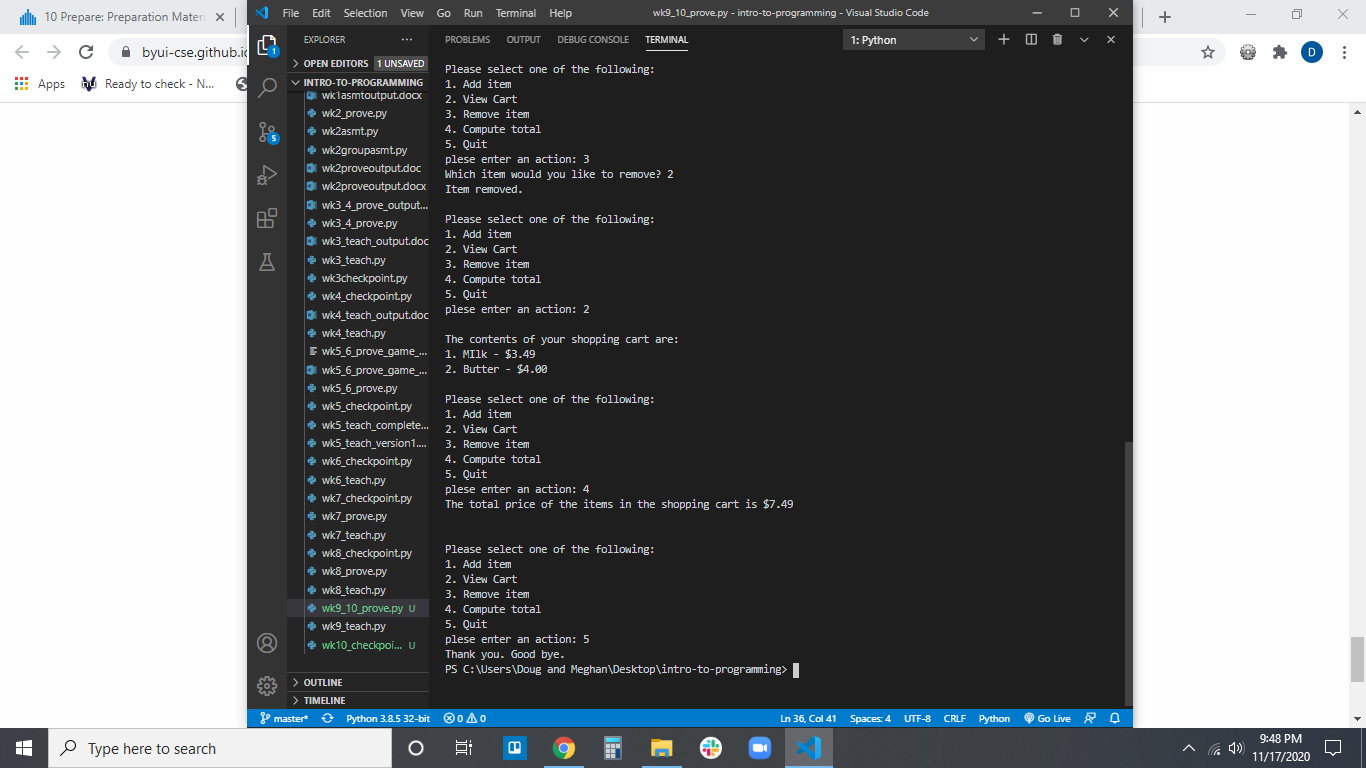 10 Prepare: Preparation Materi
byui-cse.github.io
Apps
Ready to check - N...
D
File Edit Selection View Go Run Terminal Help
wk9_10_prove.py - intro-to-programming - Visual Studio Code
EXPLORER
OPEN EDITORS 1 UNSAVED
INTRO-TO-PROGRAMMING
wk1asmtoutput.docx
wk2_prove.py
wk2asmt.py
wk2groupasmt.py
wk2proveoutput.doc
wk2proveoutput.docx
wk3_4_prove_output...
wk3_4_prove.py
wk3_teach_output.doc
wk3_teach.py
wk3checkpoint.py
wk4_checkpoint.py
wk4_teach_output.doc
wk4_teach.py
wk5_6_prove_game_...
wk5_6_prove_game_...
wk5_6_prove.py
wk5_checkpoint.py
wk5_teach_complete...
wk5_teach_version1....
wk6_checkpoint.py
wk6_teach.py
wk7_checkpoint.py
wk7_prove.py
wk7_teach.py
wk8_checkpoint.py
wk8_prove.py
wk8_teach.py
wk9_10_prove.py U
wk9_teach.py
wk10_checkpoi... U
OUTLINE
TIMELINE
1
5
PROBLEMS OUTPUT DEBUG CONSOLE TERMINAL
1: Python
Please select one of the following:
1. Add item
2. View Cart
3. Remove item
4. Compute total
5. Quit
plese enter an action: 3
Which item would you like to remove? 2
Item removed.
Please select one of the following:
1. Add item
2. View Cart
3. Remove item
4. Compute total
5. Quit
plese enter an action: 2
The contents of your shopping cart are:
1. MIlk - $3.49
2. Butter - $4.00
Please select one of the following:
1. Add item
2. View Cart
3. Remove item
4. Compute total
5. Quit
plese enter an action: 4
The total price of the items in the shopping cart is $7.49
Please select one of the following:
1. Add item
2. View Cart
3. Remove item
4. Compute total
5. Quit
plese enter an action: 5
Thank you. Good bye.
PS C:\Users\Doug and Meghan\Desktop\intro-to-programming>
master* Python 3.8.5 32-bit 0 0 Ln 36, Col 41 Spaces: 4 UTF-8 CRLF Python Go Live
Type here to search
9:48 PM
11/17/2020